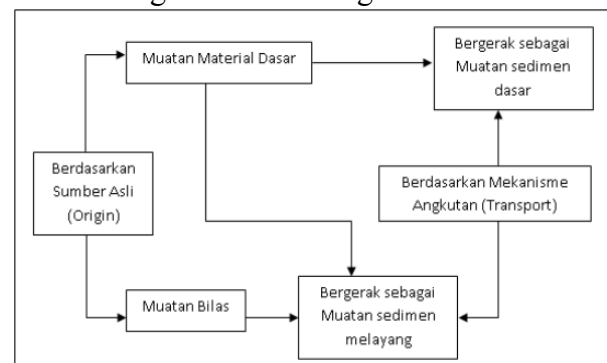 Bergerak sebagai
Muatan sedimen
dasar
Muatan Material Dasar
Berdasarkan
Sumber Asli
(Origin)
Berdasarkan Mekanisme
Angkutan (Transport)
Muatan Bilas
Bergerak sebagai
Muatan sedimen
melayang